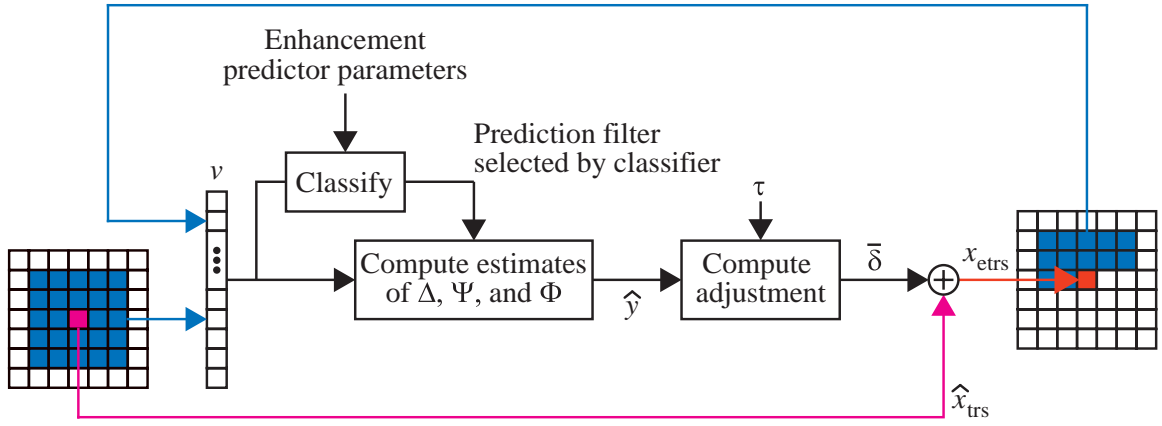 Enhancement
predictor parameters
Prediction filter
selected by classifier
v
Classify
τ
Compute estimates
of Δ, Ψ, and Φ
ŷ
Compute
adjustment
δ̄
+
x_etrs
x̂_trs